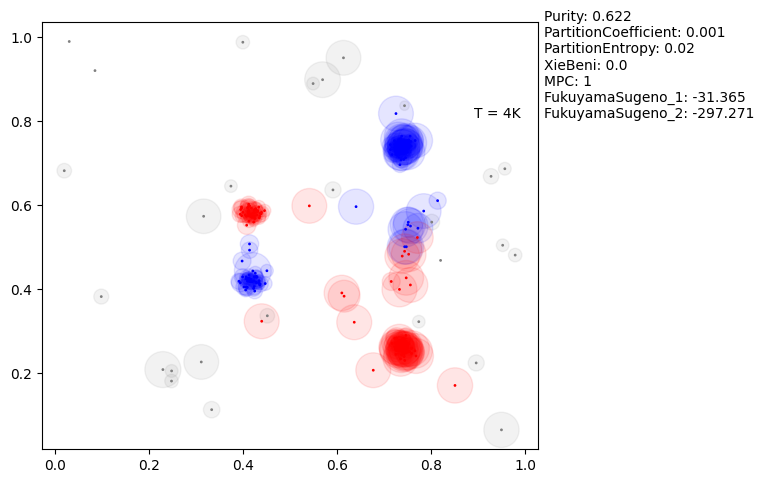 Purity: 0.622
PartitionCoefficient: 0.001
PartitionEntropy: 0.02
XieBeni: 0.0
MPC: 1
FukuyamaSugeno_1: -31.365
FukuyamaSugeno_2: -297.271
T = 4K
1.0
0.8
0.6
0.4
0.2
0.0 0.2 0.4 0.6 0.8 1.0